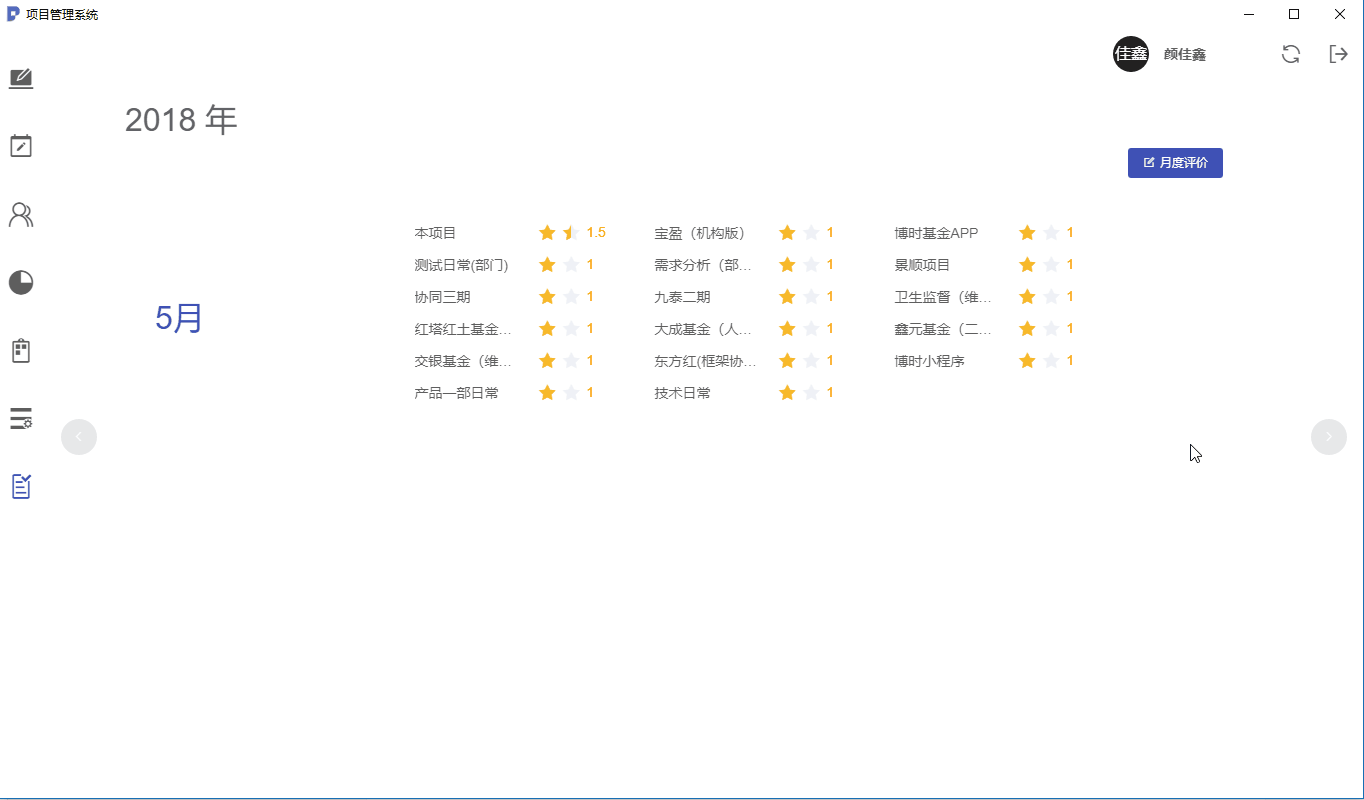 项目管理系统
佳鑫 颜佳鑫
2018 年
月度评价
本项目 1.5 宝盈（机构版） 1 博时基金APP 1
测试日常(部门) 1 需求分析（部... 1 景顺项目 1
协同三期 1 九泰二期 1 卫生监督（维... 1
5月
红塔红土基金... 1 大成基金（人... 1 鑫元基金（二... 1
交银基金（维... 1 东方红(框架协... 1 博时小程序 1
产品一部日常 1 技术日常 1